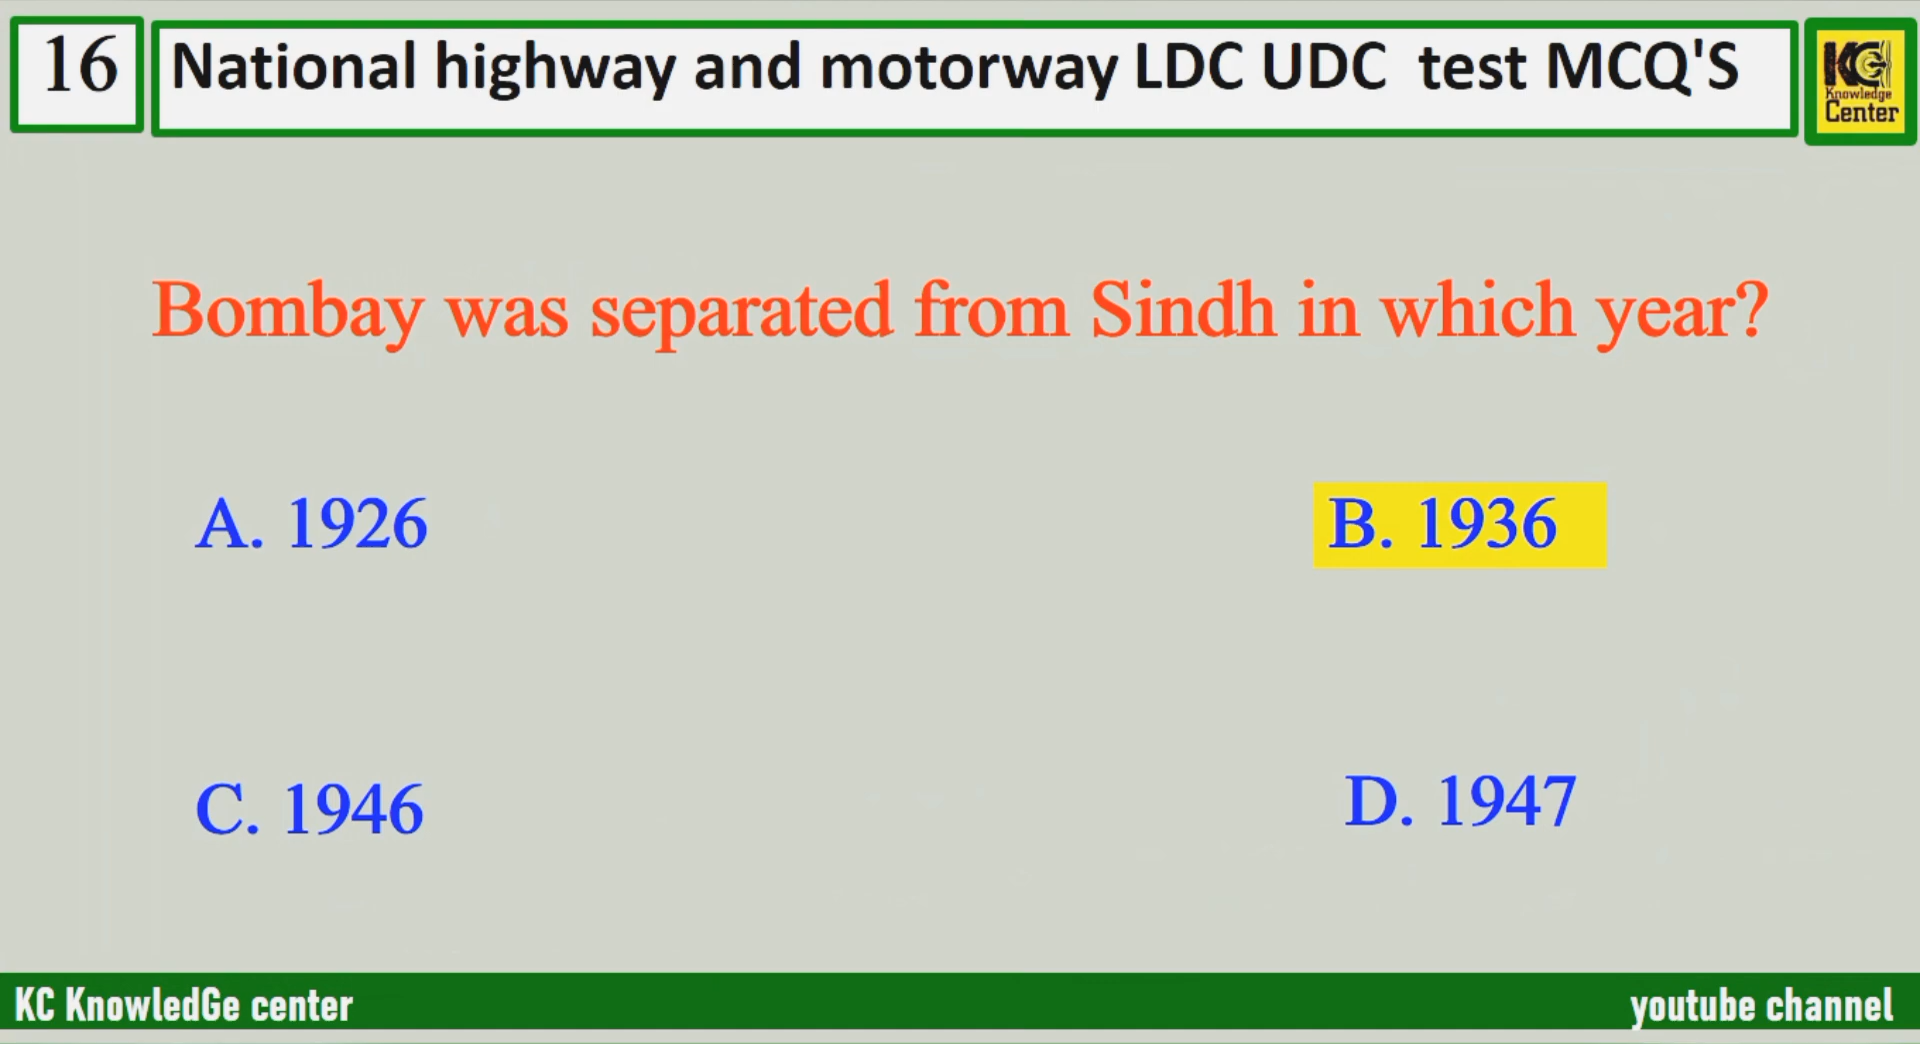 16
National highway and motorway LDC UDC test MCQ'S
KC
Knowledge
Center
Bombay was separated from Sindh in which year?
A. 1926
B. 1936
C. 1946
D. 1947
KC KnowledGe center
youtube channel